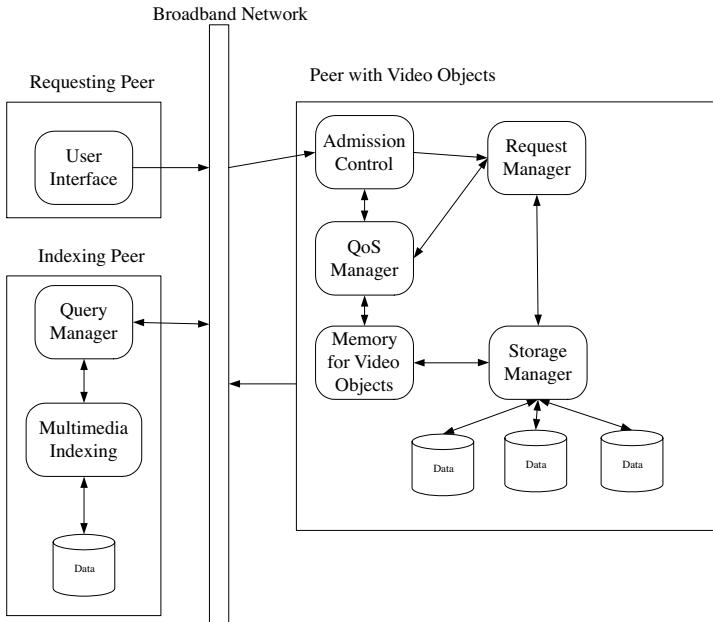 Broadband Network
Requesting Peer
User
Interface
Indexing Peer
Query
Manager
Multimedia
Indexing
Data
Peer with Video Objects
Admission
Control
Request
Manager
QoS
Manager
Memory
for Video
Objects
Storage
Manager
Data
Data
Data